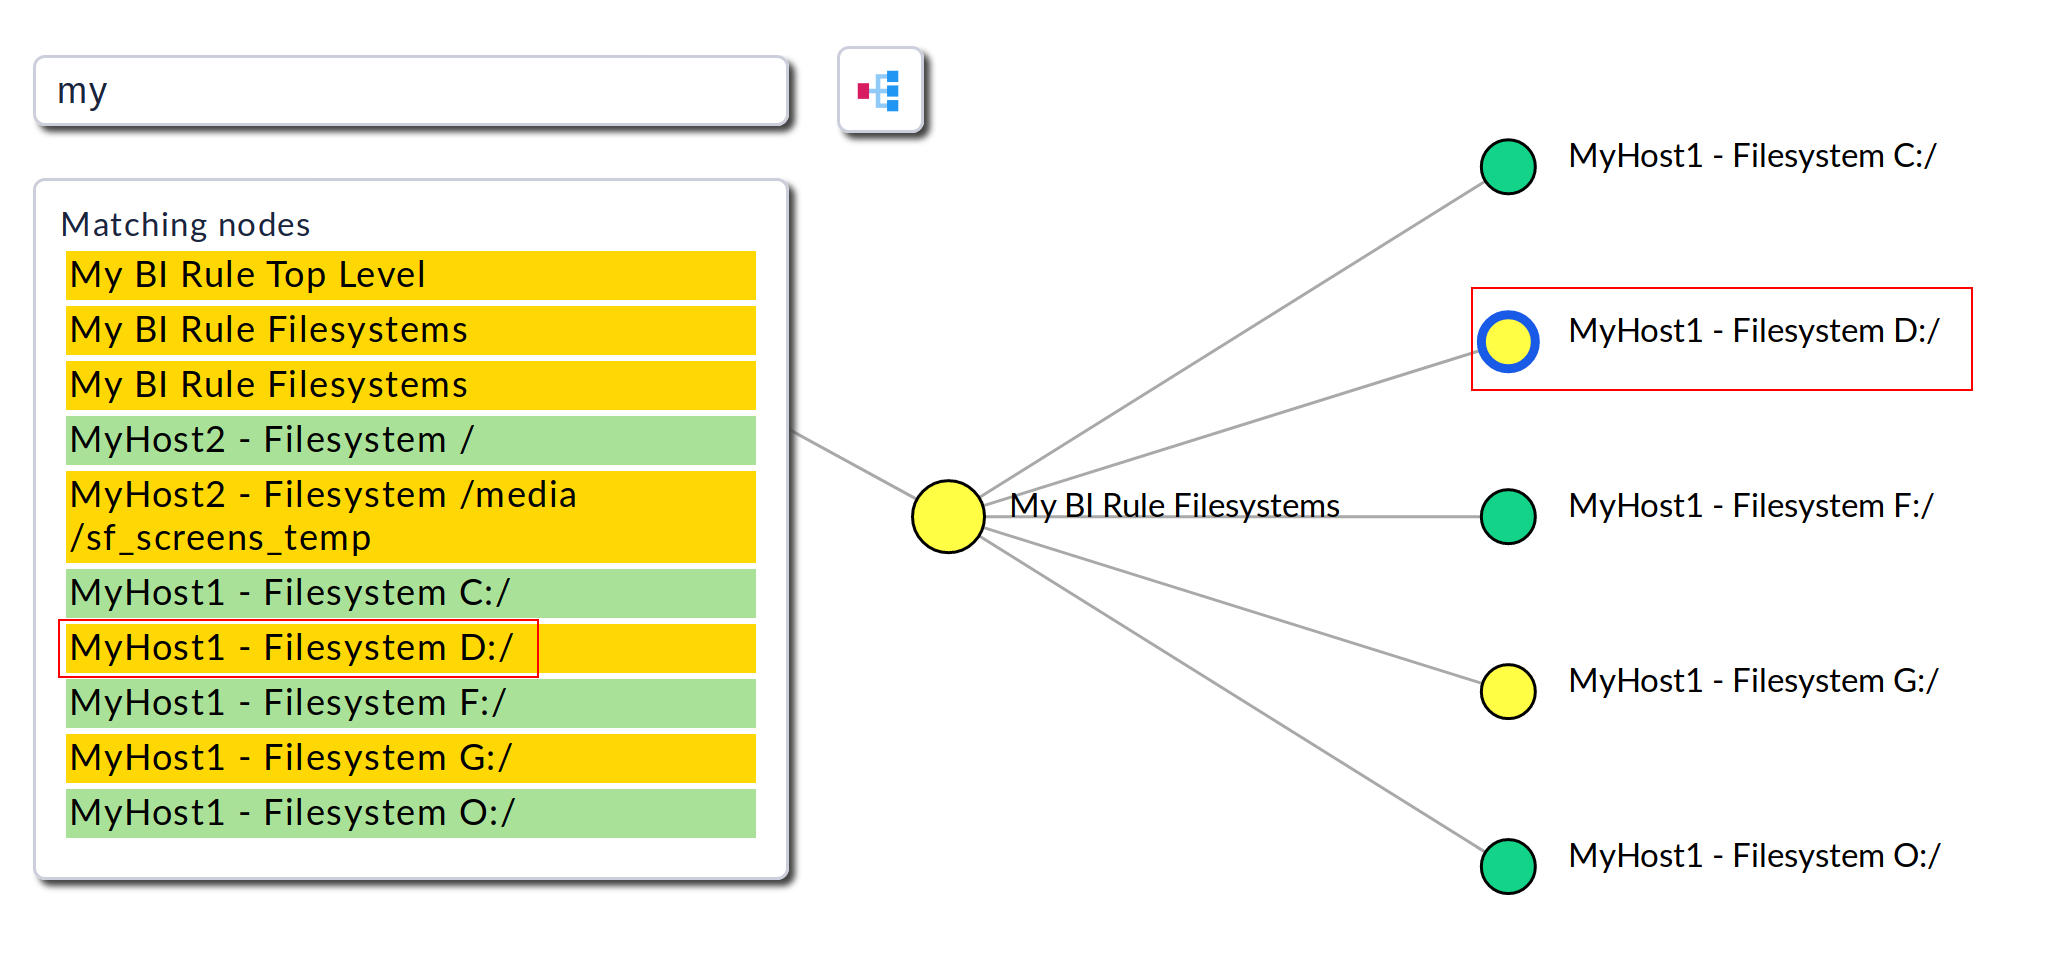 my
Matching nodes
My BI Rule Top Level
My BI Rule Filesystems
My BI Rule Filesystems
MyHost2 - Filesystem /
MyHost2 - Filesystem /media
/sf_screens_temp
MyHost1 - Filesystem C:/
MyHost1 - Filesystem D:/
MyHost1 - Filesystem F:/
MyHost1 - Filesystem G:/
MyHost1 - Filesystem O:/
My BI Rule Filesystems
MyHost1 - Filesystem C:/
MyHost1 - Filesystem D:/
MyHost1 - Filesystem F:/
MyHost1 - Filesystem G:/
MyHost1 - Filesystem O:/